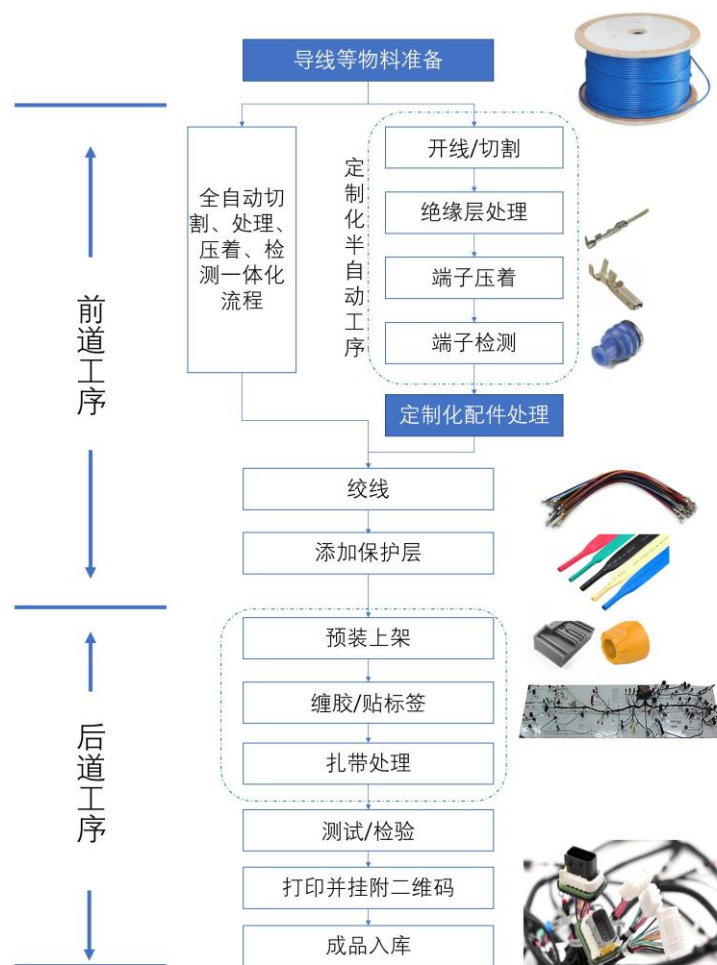 导线等物料准备
全自动切
割、处理、
压着、检
测一体化
流程
定制化半自动工序
开线/切割
绝缘层处理
端子压着
端子检测
定制化配件处理
前道工序
绞线
添加保护层
预装上架
缠胶/贴标签
扎带处理
后道工序
测试/检验
打印并挂附二维码
成品入库